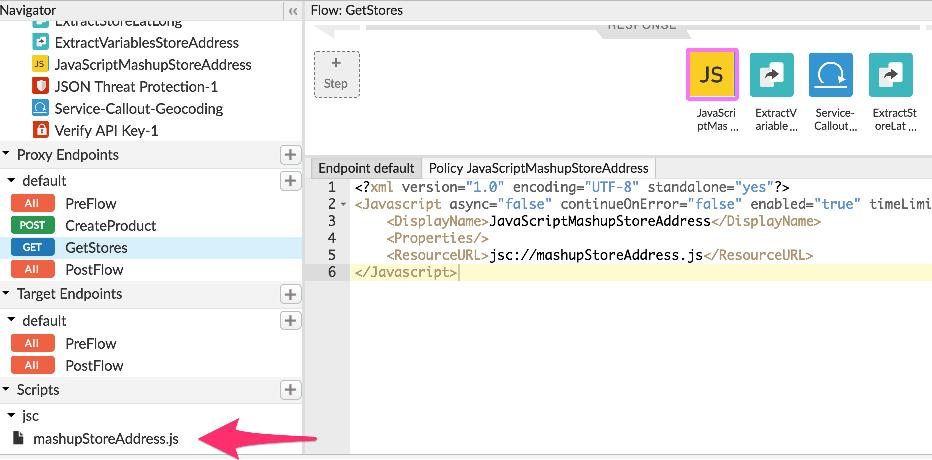 Navigator
«
ExtractStoreLatLong
ExtractVariablesStoreAddress
JS JavaScriptMashupStoreAddress
JSON Threat Protection-1
Service-Callout-Geocoding
Verify API Key-1
Proxy Endpoints +
default +
All PreFlow
POST CreateProduct
GET GetStores
All PostFlow
Target Endpoints +
default +
All PreFlow
All PostFlow
Scripts +
jsc
mashupStoreAddress.js
Flow: GetStores
RESPONSE
+
Step
JS
JavaScri
ptMas ...
ExtractV
ariable ...
Service-
Callout...
ExtractSt
oreLat ...
Endpoint default Policy JavaScriptMashupStoreAddress
1 <?xml version="1.0" encoding="UTF-8" standalone="yes"?>
2 <Javascript async="false" continueOnError="false" enabled="true" timeLimi
3 <DisplayName>JavaScriptMashupStoreAddress</DisplayName>
4 <Properties/>
5 <ResourceURL>jsc://mashupStoreAddress.js</ResourceURL>
6 </Javascript>